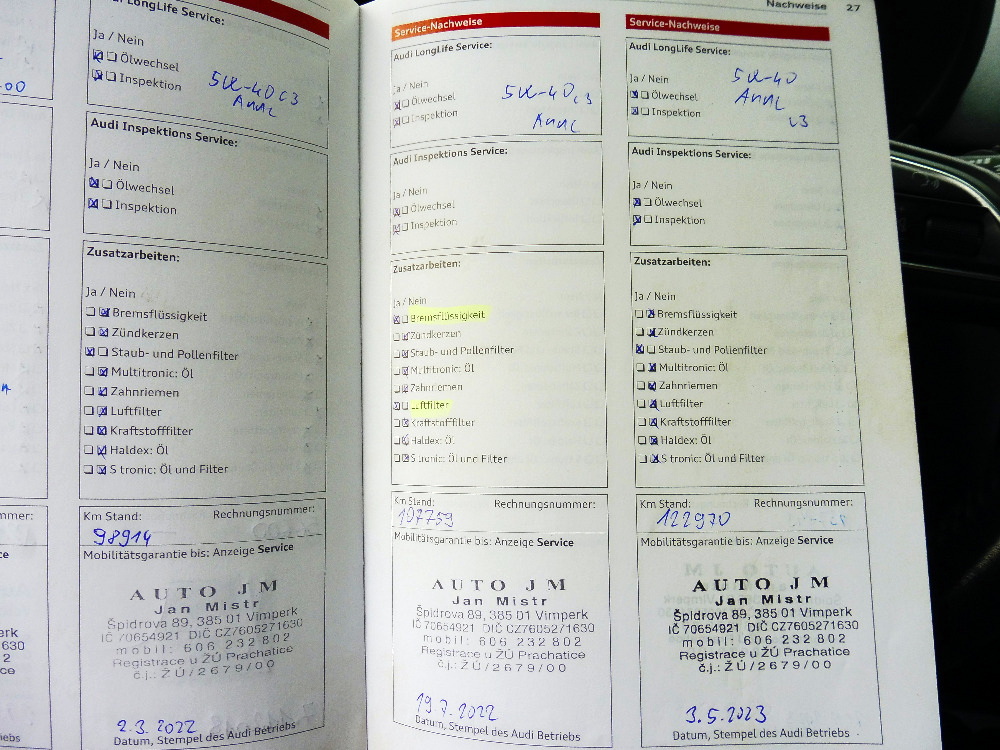 Nachweise 27
LongLife Service:
Ja / Nein
Ölwechsel
Inspektion
5W-40 C3
Audi Inspektions Service:
Ja / Nein
Ölwechsel
Inspektion
Zusatzarbeiten:
Ja / Nein
Bremsflüssigkeit
Zündkerzen
Staub- und Pollenfilter
Multitronic: Öl
Zahnriemen
Luftfilter
Kraftstofffilter
Haldex: Öl
S tronic: Öl und Filter
Km Stand: Rechnungsnummer:
98914
Mobilitätsgarantie bis: Anzeige Service
AUTO JM
Jan Mistr
Špidrova 89, 385 01 Vimperk
IČ 70654921 DIČ CZ7605271630
mobil: 606 232 802
Registrace u ŽÚ Prachatice
č.j.: ŽÚ/2679/00
2.3. 2022
Datum, Stempel des Audi Betriebs
Service-Nachweise
Audi LongLife Service:
Ja / Nein
Ölwechsel
Inspektion
5W-40 C3
Audi Inspektions Service:
Ja / Nein
Ölwechsel
Inspektion
Zusatzarbeiten:
Ja / Nein
Bremsflüssigkeit
Zündkerzen
Staub- und Pollenfilter
Multitronic: Öl
Zahnriemen
Luftfilter
Kraftstofffilter
Haldex: Öl
S tronic: Öl und Filter
Km Stand: Rechnungsnummer:
107759
Mobilitätsgarantie bis: Anzeige Service
AUTO JM
Jan Mistr
Špidrova 89, 385 01 Vimperk
IČ 70654921 DIČ CZ7605271630
mobil: 606 232 802
Registrace u ŽÚ Prachatice
č.j.: ŽÚ/2679/00
19.7. 2022
Datum, Stempel des Audi Betriebs
Service-Nachweise
Audi LongLife Service:
Ja / Nein
Ölwechsel
Inspektion
5W-40
C3
Audi Inspektions Service:
Ja / Nein
Ölwechsel
Inspektion
Zusatzarbeiten:
Ja / Nein
Bremsflüssigkeit
Zündkerzen
Staub- und Pollenfilter
Multitronic: Öl
Zahnriemen
Luftfilter
Kraftstofffilter
Haldex: Öl
S tronic: Öl und Filter
Km Stand: Rechnungsnummer:
122970
Mobilitätsgarantie bis: Anzeige Service
AUTO JM
Jan Mistr
Špidrova 89, 385 01 Vimperk
IČ 70654921 DIČ CZ7605271630
mobil: 606 232 802
Registrace u ŽÚ Prachatice
č.j.: ŽÚ/2679/00
3.5.2023
Datum, Stempel des Audi Betriebs